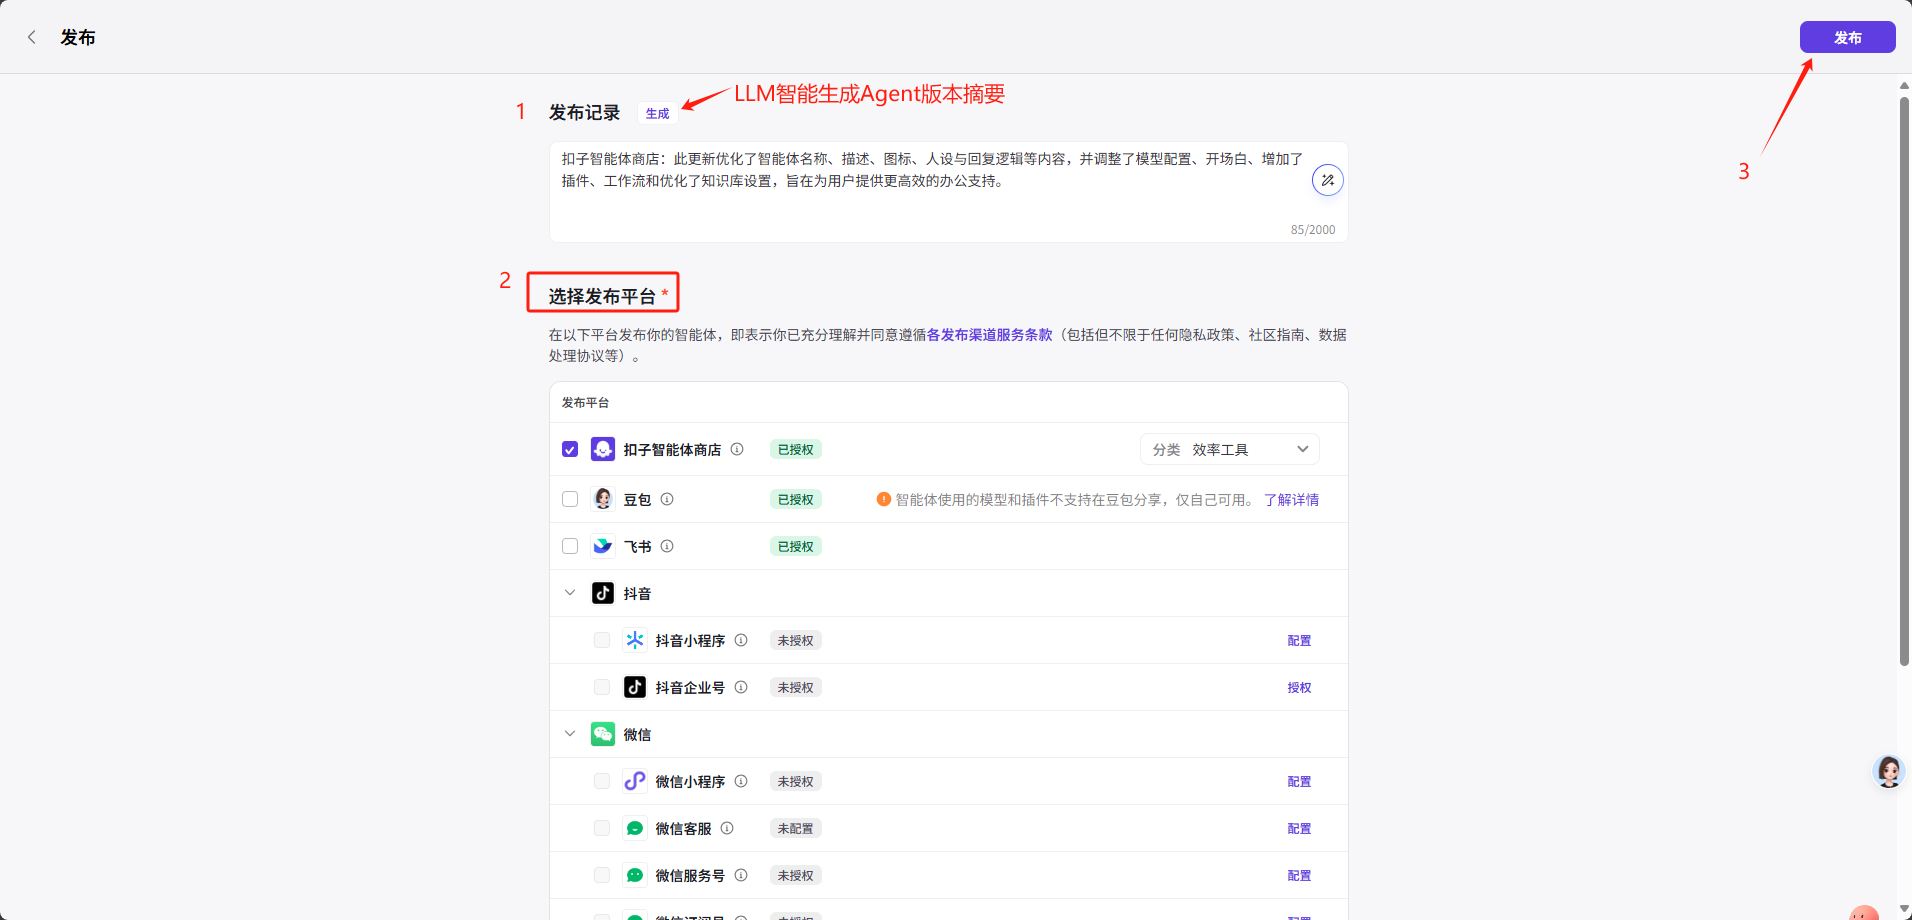 发布
发布
1 发布记录 生成 LLM智能生成Agent版本摘要
扣子智能体商店：此更新优化了智能体名称、描述、图标、人设与回复逻辑等内容，并调整了模型配置、开场白、增加了
插件、工作流和优化了知识库设置，旨在为用户提供更高效的办公支持。
85/2000
3
2 选择发布平台 *
在以下平台发布你的智能体，即表示你已充分理解并同意遵循各发布渠道服务条款（包括但不限于任何隐私政策、社区指南、数据
处理协议等）。
发布平台
扣子智能体商店 已授权 分类 效率工具
豆包 已授权 智能体使用的模型和插件不支持在豆包分享，仅自己可用。 了解详情
飞书 已授权
抖音
抖音小程序 未授权 配置
抖音企业号 未授权 授权
微信
微信小程序 未授权 配置
微信客服 未配置 配置
微信服务号 未授权 配置